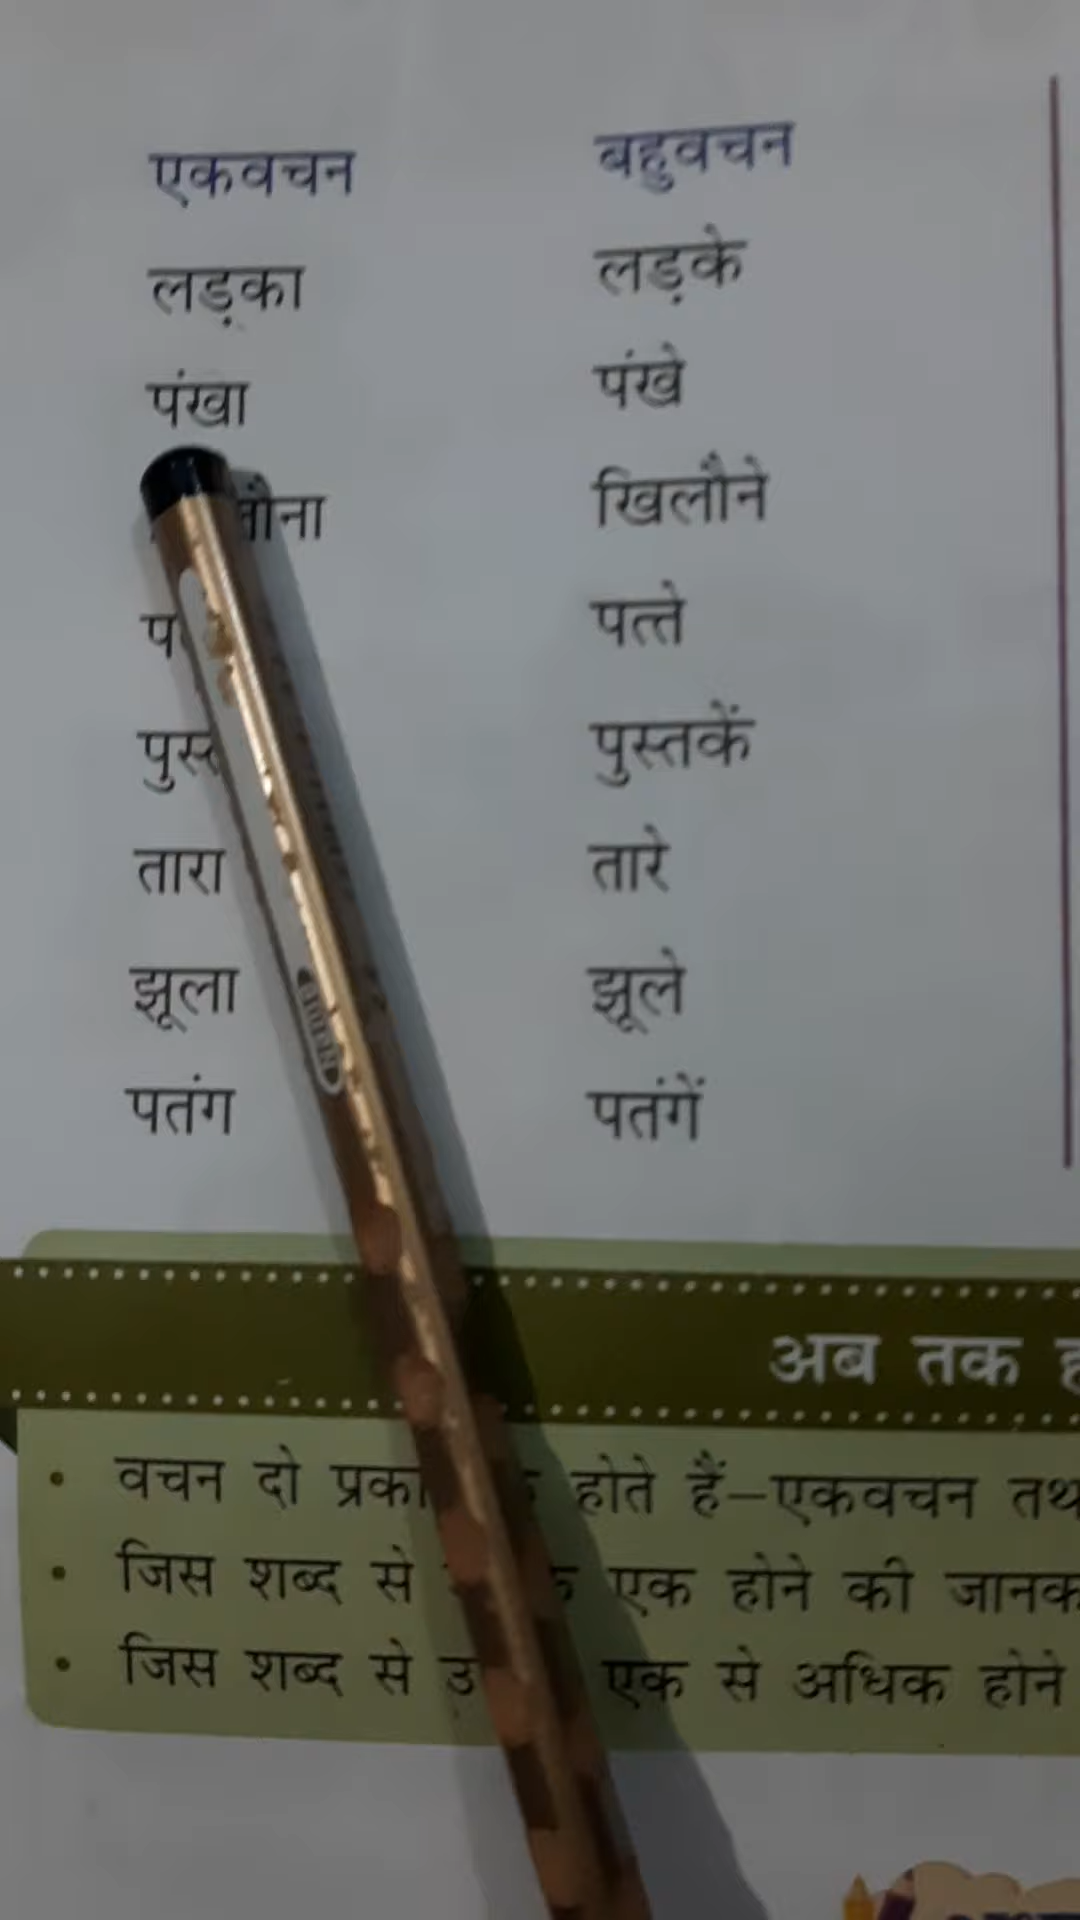 एकवचन बहुवचन
लड़का लड़के
पंखा पंखे
खिलौने
पत्ते
पुस्तकें
तारा तारे
झूला झूले
पतंग पतंगें
अब तक
वचन दो होते हैं–एकवचन
जिस शब्द से एक होने की
जिस शब्द से एक से अधिक होने